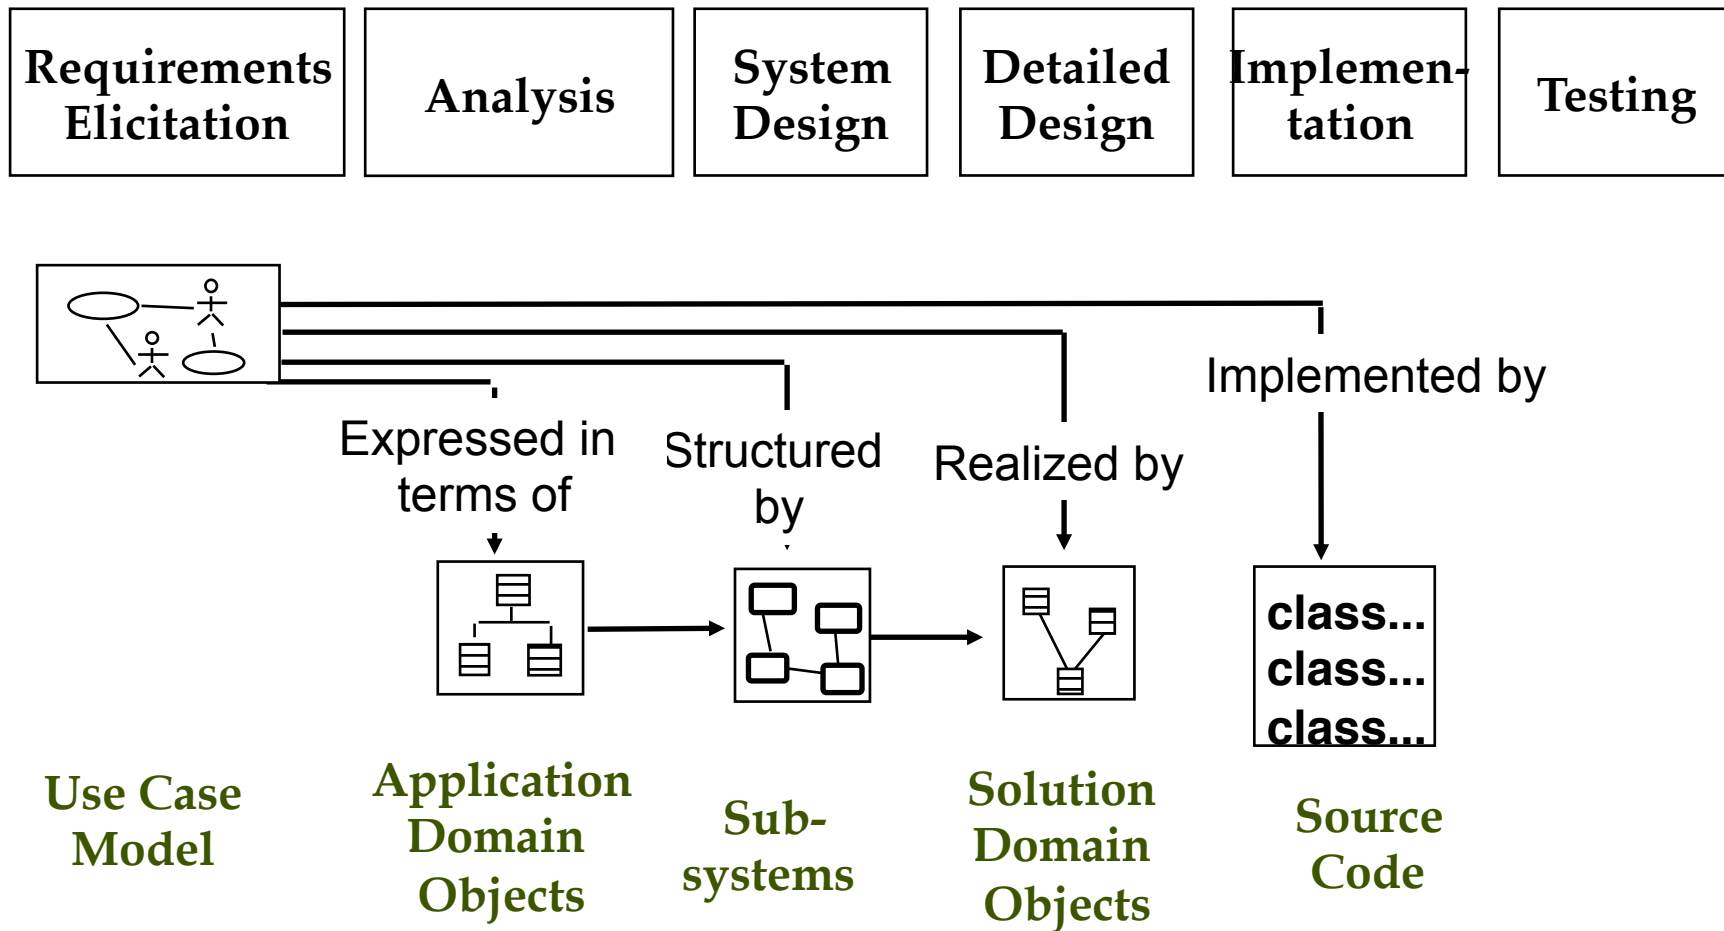 Requirements
Elicitation
Analysis
System
Design
Detailed
Design
Implemen-
tation
Testing
Expressed in
terms of
Structured
by
Realized by
Implemented by
class...
class...
class...
Use Case
Model
Application
Domain
Objects
Sub-
systems
Solution
Domain
Objects
Source
Code